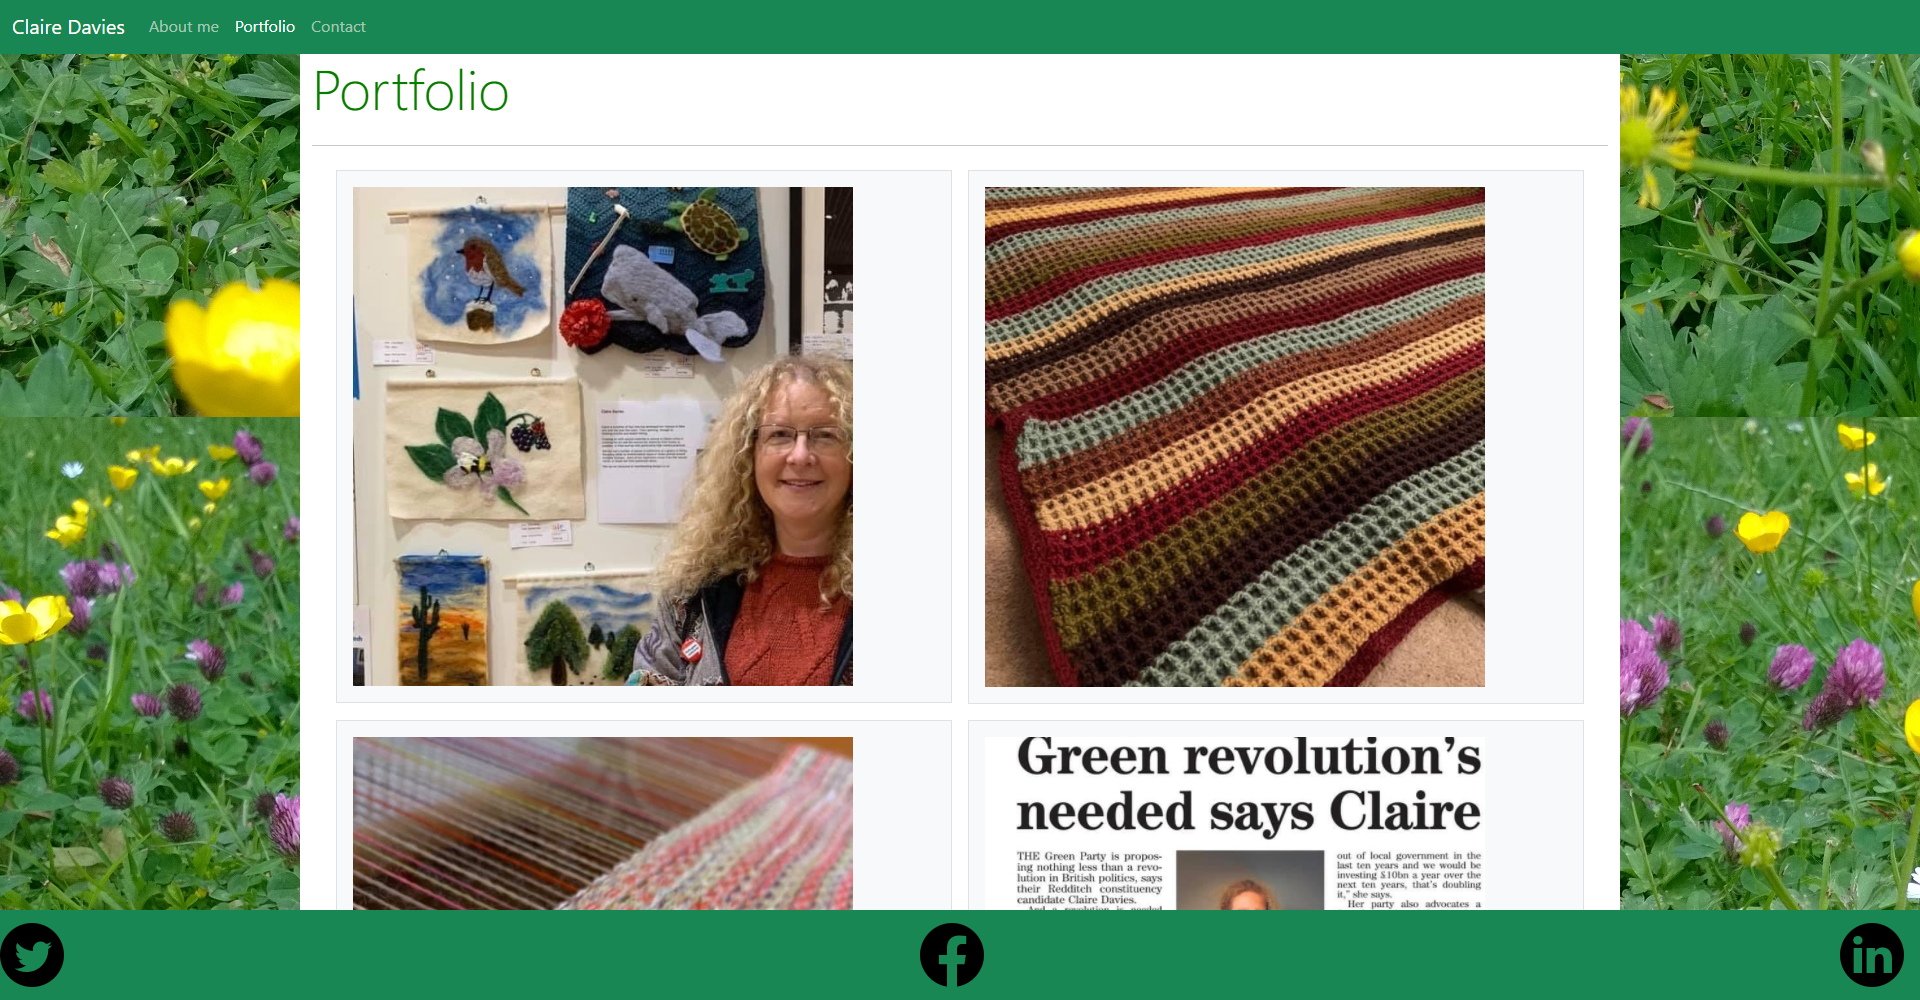 Claire Davies
About me
Portfolio
Contact
Portfolio
Green revolution's
needed says Claire
THE Green Party is propos-
ing nothing less than a revo-
lution in British politics, says
their Redditch constituency
candidate Claire Davies.
out of local government in the
last ten years and we would be
investing £10bn a year over the
next ten years, that's doubling
it," she says.
Her party also advocates a